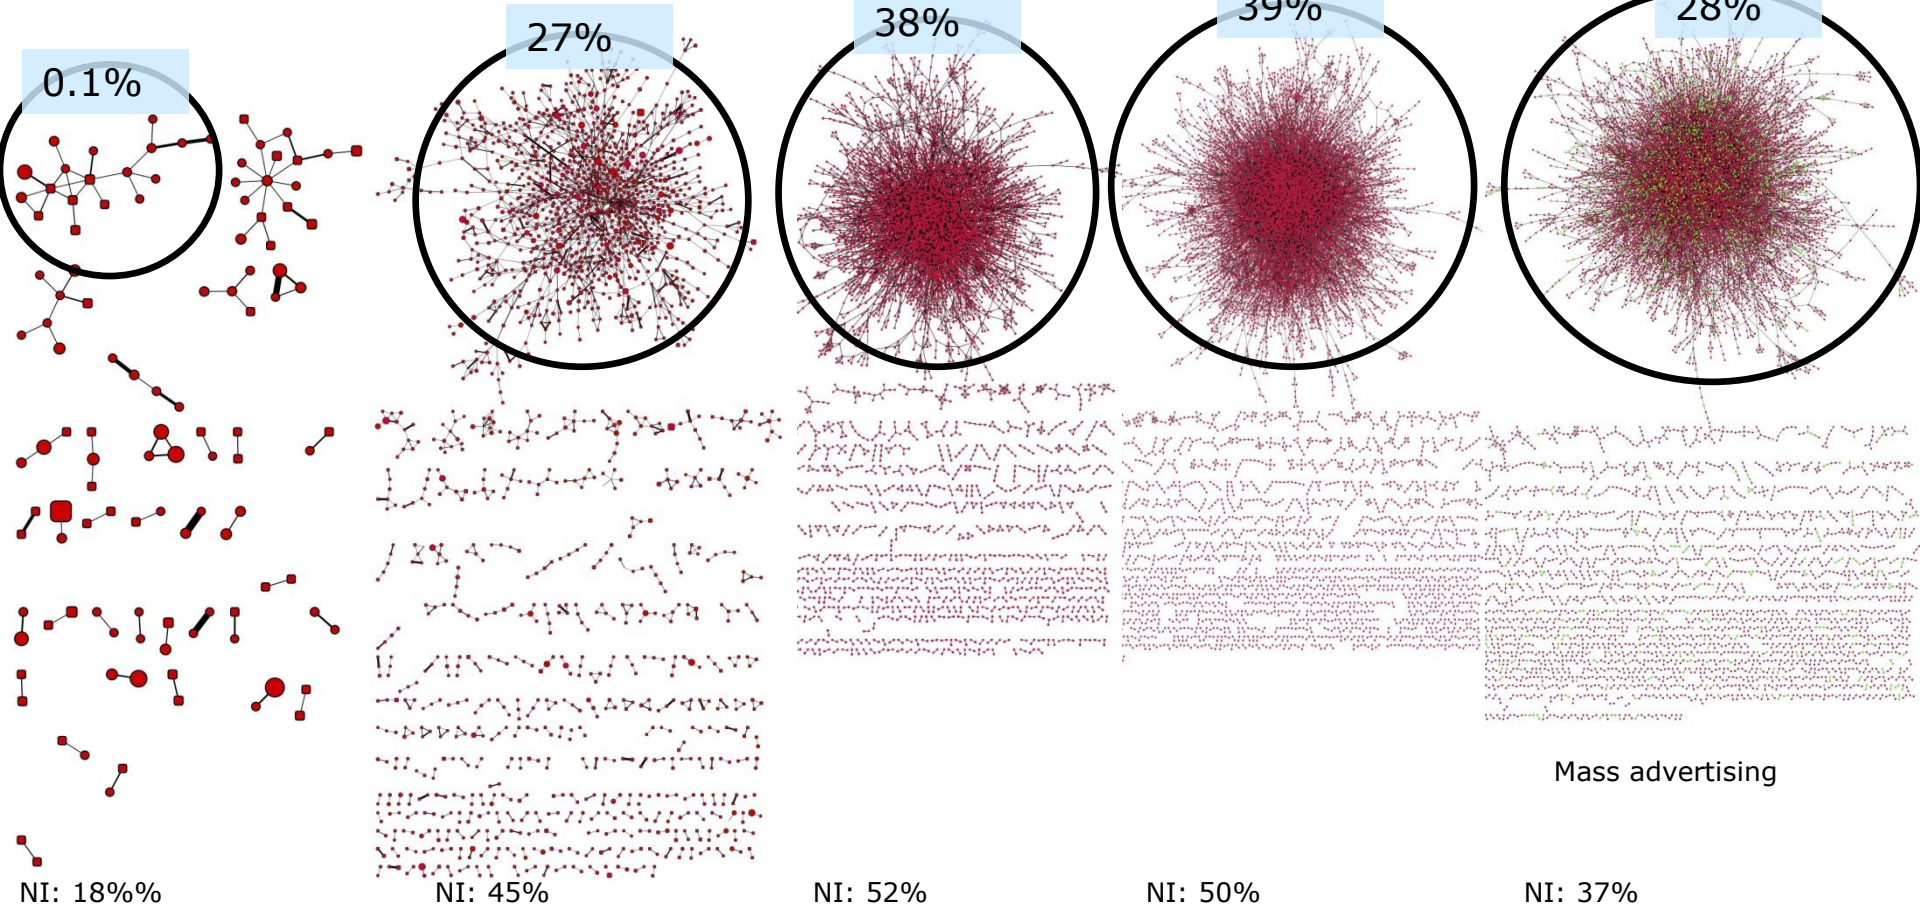 0.1%
27%
38%
39%
28%
Mass advertising
NI: 18%%
NI: 45%
NI: 52%
NI: 50%
NI: 37%